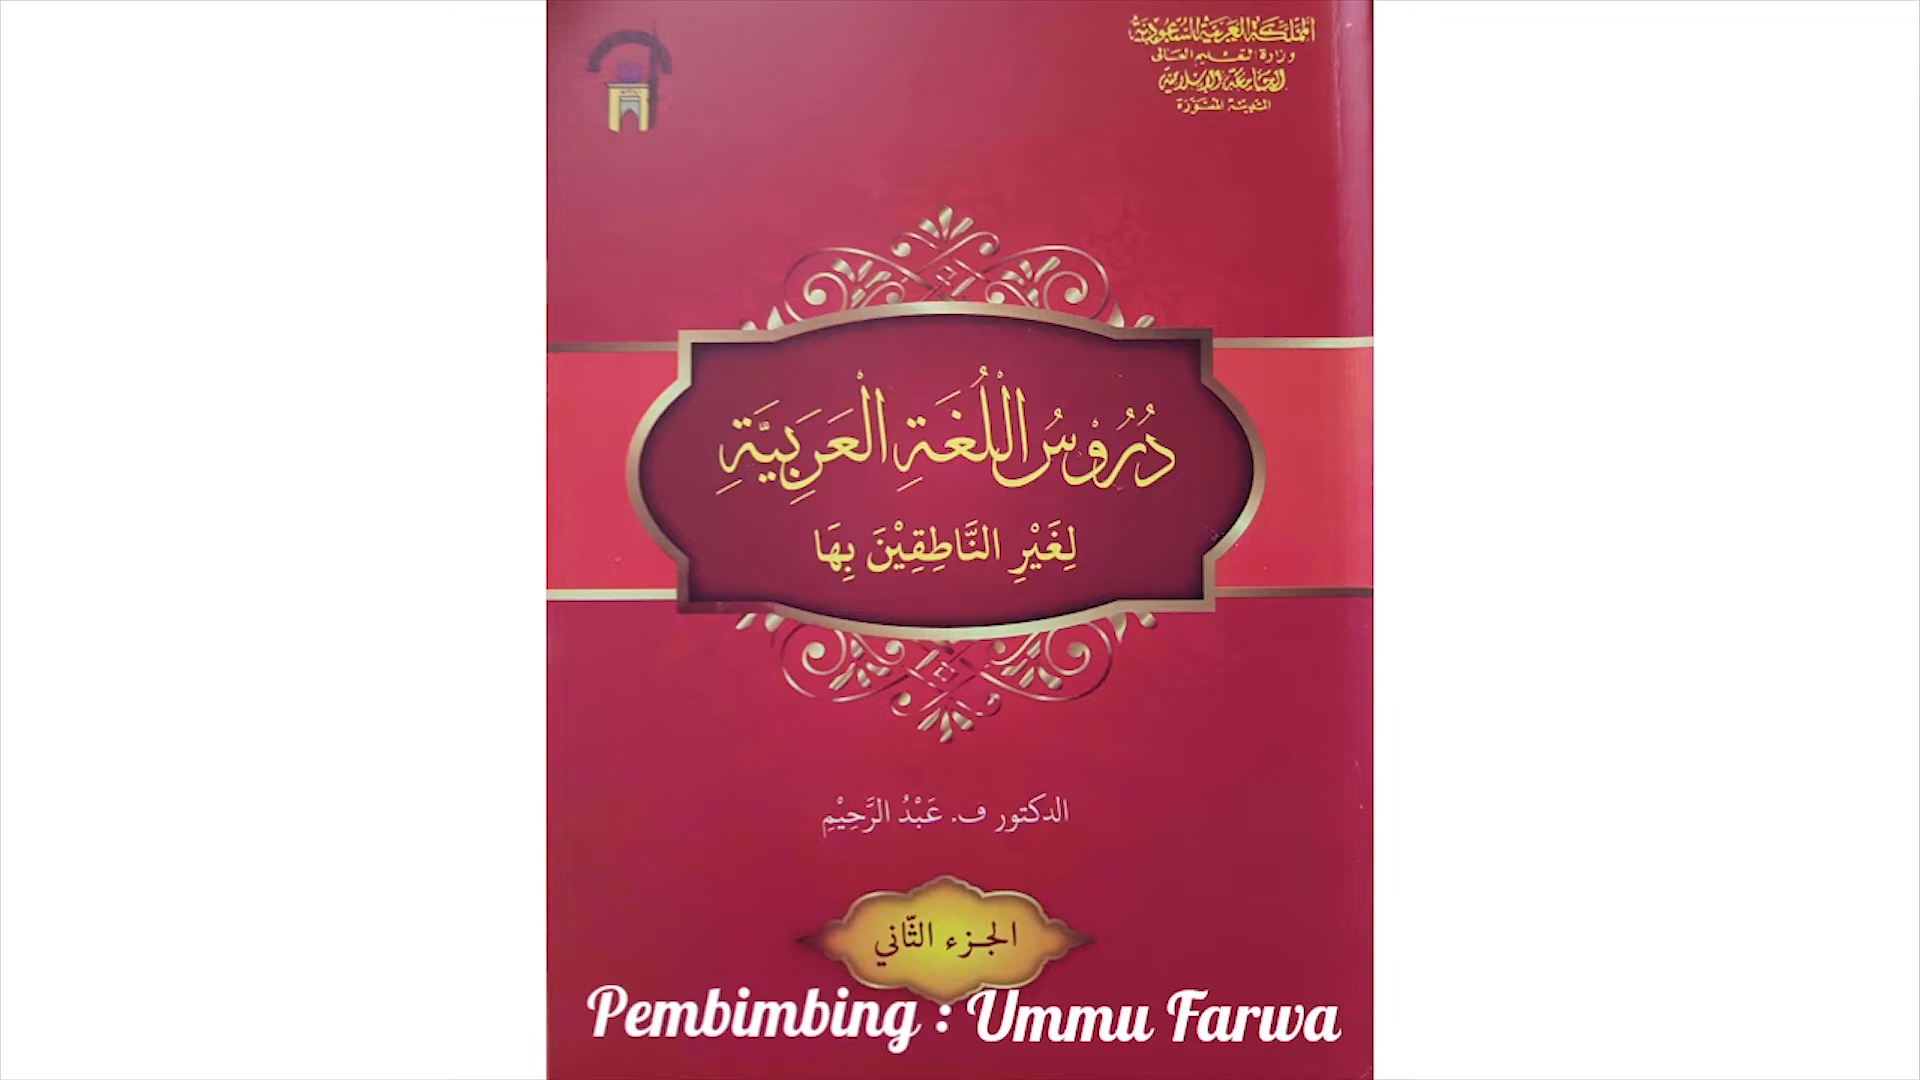 المملكة العربية السعودية
وزارة التعليم العالي
الجامعة الإسلامية
المدينة المنورة
دُرُوْسُ اللُّغَةِ الْعَرَبِيَّةِ
لِغَيْرِ النَّاطِقِيْنَ بِهَا
الدكتور ف. عَبْدُ الرَّحِيْمِ
الجزء الثَّاني
Pembimbing : Ummu Farwa